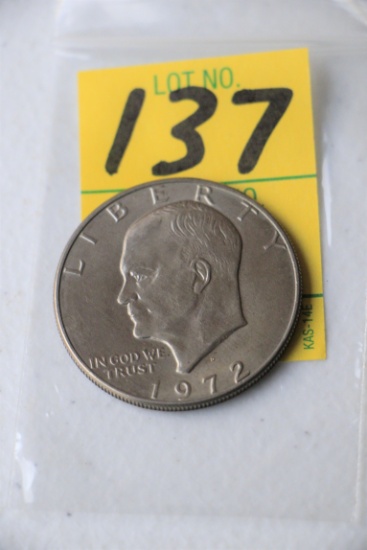 LOT NO.
137
LIBERTY
IN GOD WE
TRUST
1972